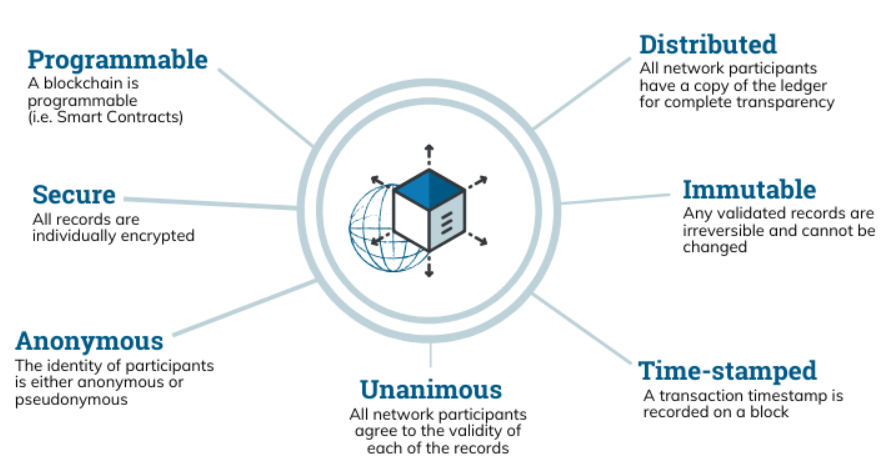 Programmable
A blockchain is
programmable
(i.e. Smart Contracts)
Distributed
All network participants
have a copy of the ledger
for complete transparency
Secure
All records are
individually encrypted
Immutable
Any validated records are
irreversible and cannot be
changed
Anonymous
The identity of participants
is either anonymous or
pseudonymous
Unanimous
All network participants
agree to the validity of
each of the records
Time-stamped
A transaction timestamp is
recorded on a block